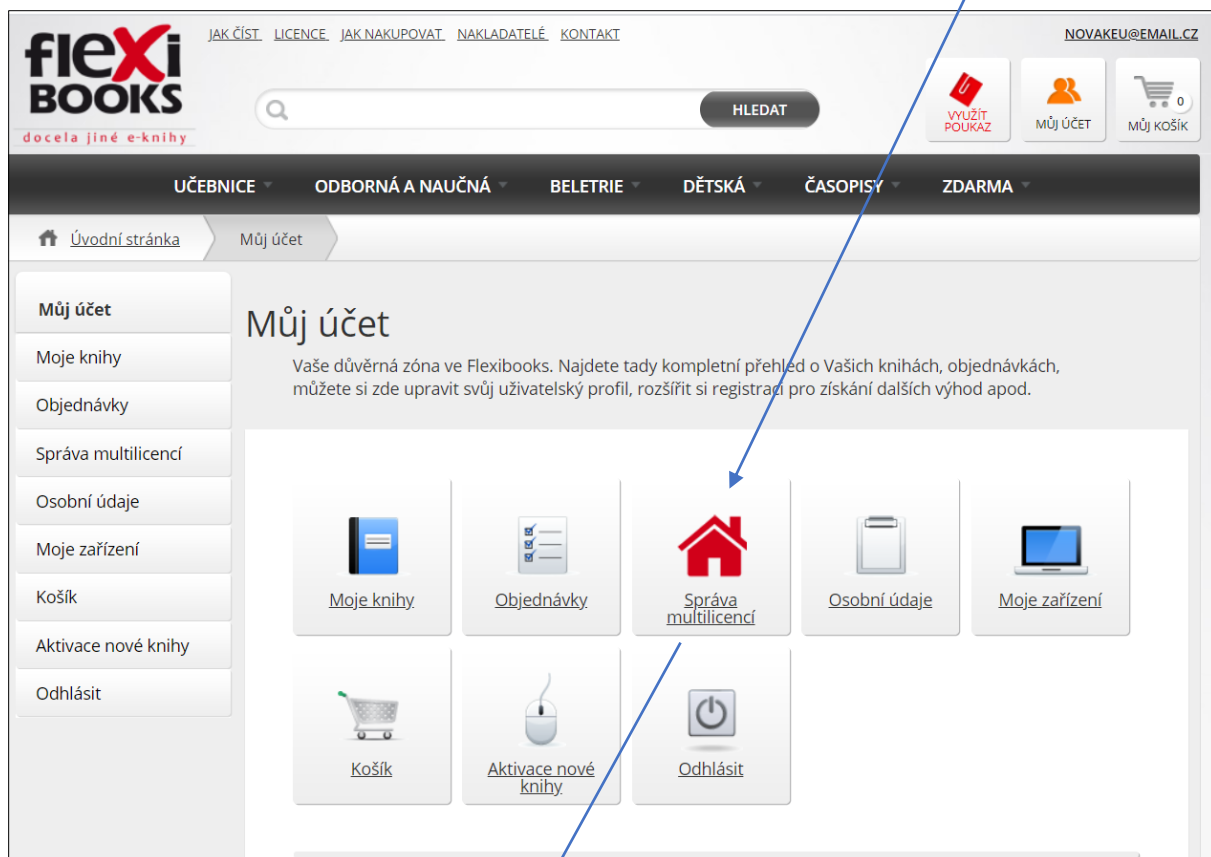 flexi
BOOKS
docela jiné e-knihy
JAK ČÍST LICENCE JAK NAKUPOVAT NAKLADATELÉ KONTAKT
NOVAKEU@EMAIL.CZ
HLEDAT
VYUŽÍT
POUKAZ
MŮJ ÚČET
0
MŮJ KOŠÍK
UČEBNICE ODBORNÁ A NAUČNÁ BELETRIE DĚTSKÁ ČASOPISY ZDARMA
Úvodní stránka Můj účet
Můj účet
Moje knihy
Objednávky
Správa multilicencí
Osobní údaje
Moje zařízení
Košík
Aktivace nové knihy
Odhlásit
Můj účet
Vaše důvěrná zóna ve Flexibooks. Najdete tady kompletní přehled o Vašich knihách, objednávkách,
můžete si zde upravit svůj uživatelský profil, rozšířit si registraci pro získání dalších výhod apod.
Moje knihy
Objednávky
Správa
multilicencí
Osobní údaje
Moje zařízení
Košík
Aktivace nové
knihy
Odhlásit